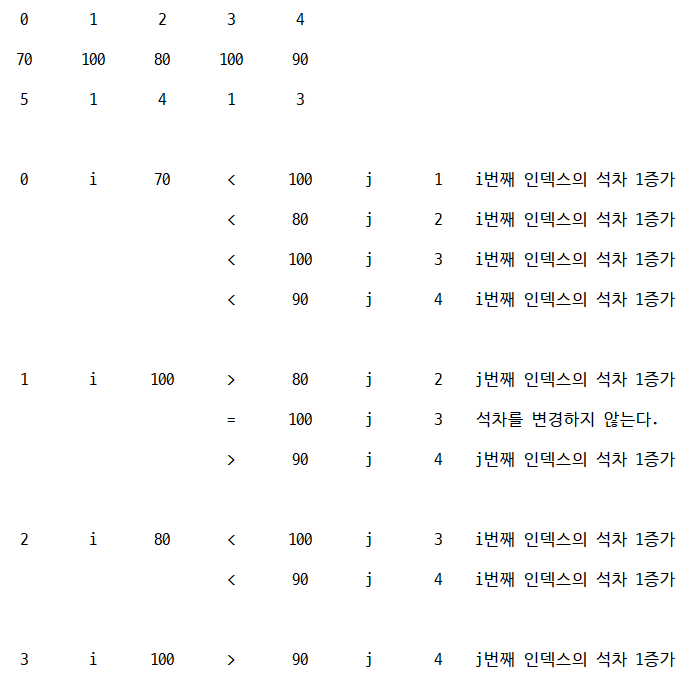 0 1 2 3 4
70 100 80 100 90
5 1 4 1 3
0 i 70 < 100 j 1 i번째 인덱스의 석차 1증가
< 80 j 2 i번째 인덱스의 석차 1증가
< 100 j 3 i번째 인덱스의 석차 1증가
< 90 j 4 i번째 인덱스의 석차 1증가
1 i 100 > 80 j 2 j번째 인덱스의 석차 1증가
= 100 j 3 석차를 변경하지 않는다.
> 90 j 4 j번째 인덱스의 석차 1증가
2 i 80 < 100 j 3 i번째 인덱스의 석차 1증가
< 90 j 4 i번째 인덱스의 석차 1증가
3 i 100 > 90 j 4 j번째 인덱스의 석차 1증가